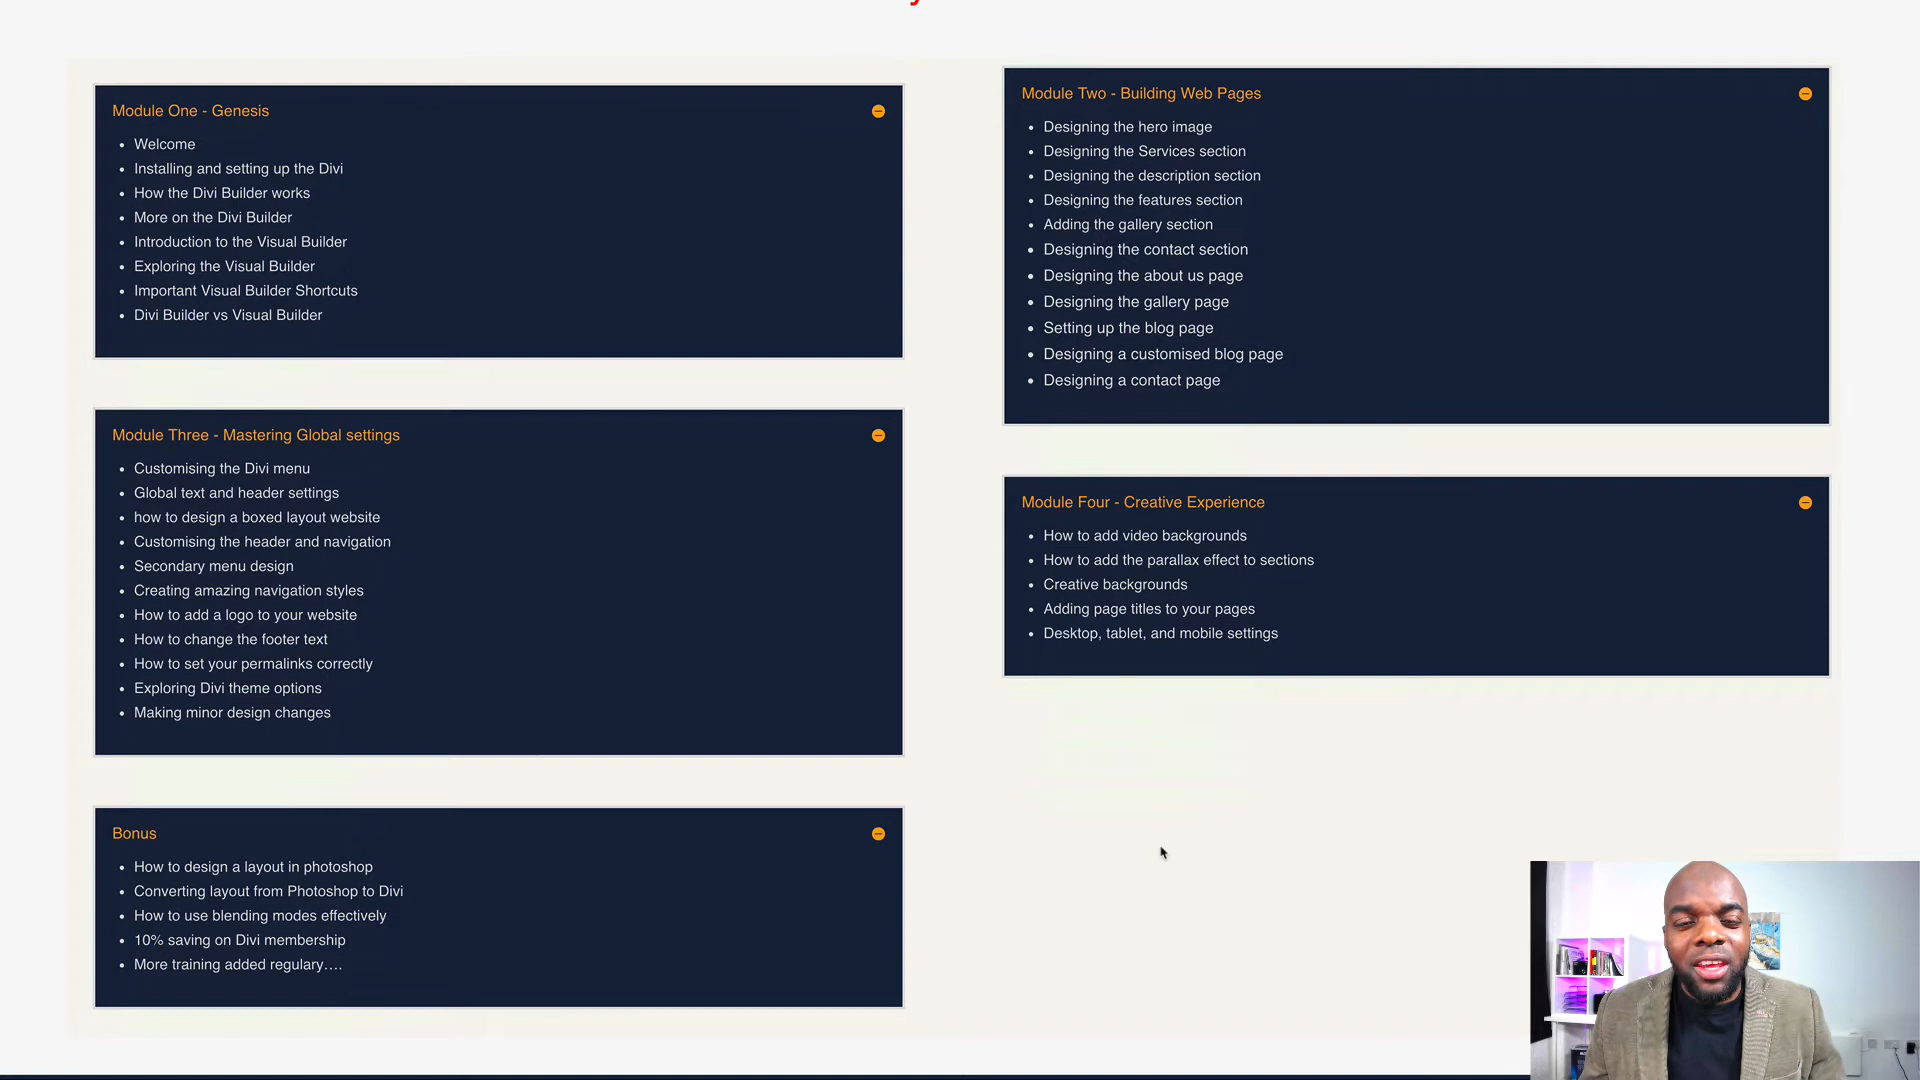 Module One - Genesis
Welcome
Installing and setting up the Divi
How the Divi Builder works
More on the Divi Builder
Introduction to the Visual Builder
Exploring the Visual Builder
Important Visual Builder Shortcuts
Divi Builder vs Visual Builder
Module Two - Building Web Pages
Designing the hero image
Designing the Services section
Designing the description section
Designing the features section
Adding the gallery section
Designing the contact section
Designing the about us page
Designing the gallery page
Setting up the blog page
Designing a customised blog page
Designing a contact page
Module Three - Mastering Global settings
Customising the Divi menu
Global text and header settings
how to design a boxed layout website
Customising the header and navigation
Secondary menu design
Creating amazing navigation styles
How to add a logo to your website
How to change the footer text
How to set your permalinks correctly
Exploring Divi theme options
Making minor design changes
Module Four - Creative Experience
How to add video backgrounds
How to add the parallax effect to sections
Creative backgrounds
Adding page titles to your pages
Desktop, tablet, and mobile settings
Bonus
How to design a layout in photoshop
Converting layout from Photoshop to Divi
How to use blending modes effectively
10% saving on Divi membership
More training added regulary....